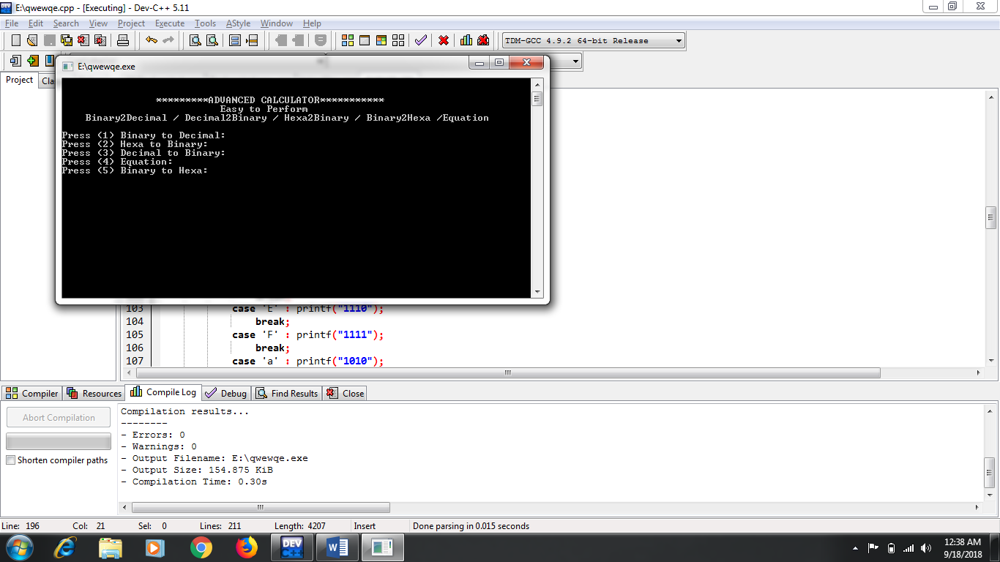 E:\qwewqe.cpp - [Executing] - Dev-C++ 5.11
File Edit Search View Project Execute Tools AStyle Window Help
TDM-GCC 4.9.2 64-bit Release
Project
E:\qwewqe.exe
*********ADVANCED CALCULATOR***********
Easy to Perform
Binary2Decimal / Decimal2Binary / Hexa2Binary / Binary2Hexa /Equation
Press (1) Binary to Decimal:
Press (2) Hexa to Binary:
Press (3) Decimal to Binary:
Press (4) Equation:
Press (5) Binary to Hexa:
103 case 'E' : printf("1110");
104 break;
105 case 'F' : printf("1111");
106 break;
107 case 'a' : printf("1010");
Compiler Resources Compile Log Debug Find Results Close
Abort Compilation
Shorten compiler paths
Compilation results...
--------
- Errors: 0
- Warnings: 0
- Output Filename: E:\qwewqe.exe
- Output Size: 154.875 KiB
- Compilation Time: 0.30s
Line: 196 Col: 21 Sel: 0 Lines: 211 Length: 4207 Insert Done parsing in 0.015 seconds
DEV C++
W
12:38 AM
9/18/2018